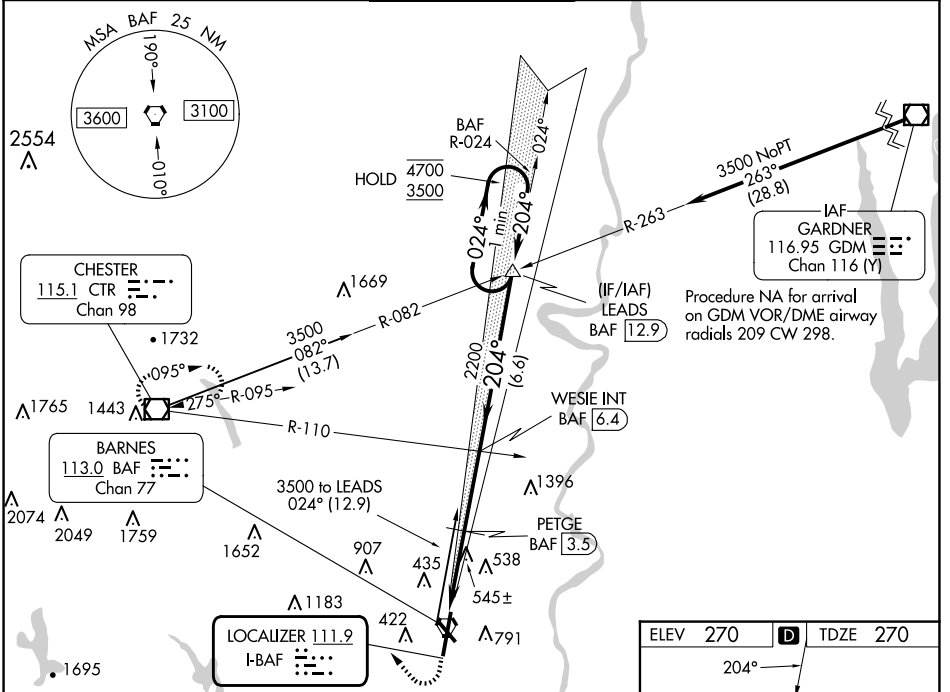 MSA BAF 25 NM
190°
3600
3100
010°
2554
HOLD
4700
3500
BAF
R-024
024°
1 min
204°
024°
3500 NoPT
263°
(28.8)
R-263
IAF
GARDNER
116.95 GDM
Chan 116 (Y)
Procedure NA for arrival
on GDM VOR/DME airway
radials 209 CW 298.
(IF/IAF)
LEADS
BAF 12.9
CHESTER
115.1 CTR
Chan 98
1669
1732
3500
082°
(13.7)
R-082
095°
275°
R-095
1765
1443
R-110
2200
204°
(6.6)
WESIE INT
BAF 6.4
BARNES
113.0 BAF
Chan 77
1396
3500 to LEADS
024° (12.9)
PETGE
BAF 3.5
2074
2049
1759
1652
907
435
538
545±
1183
422
791
LOCALIZER 111.9
I-BAF
1695
ELEV 270
D
TDZE 270
204°